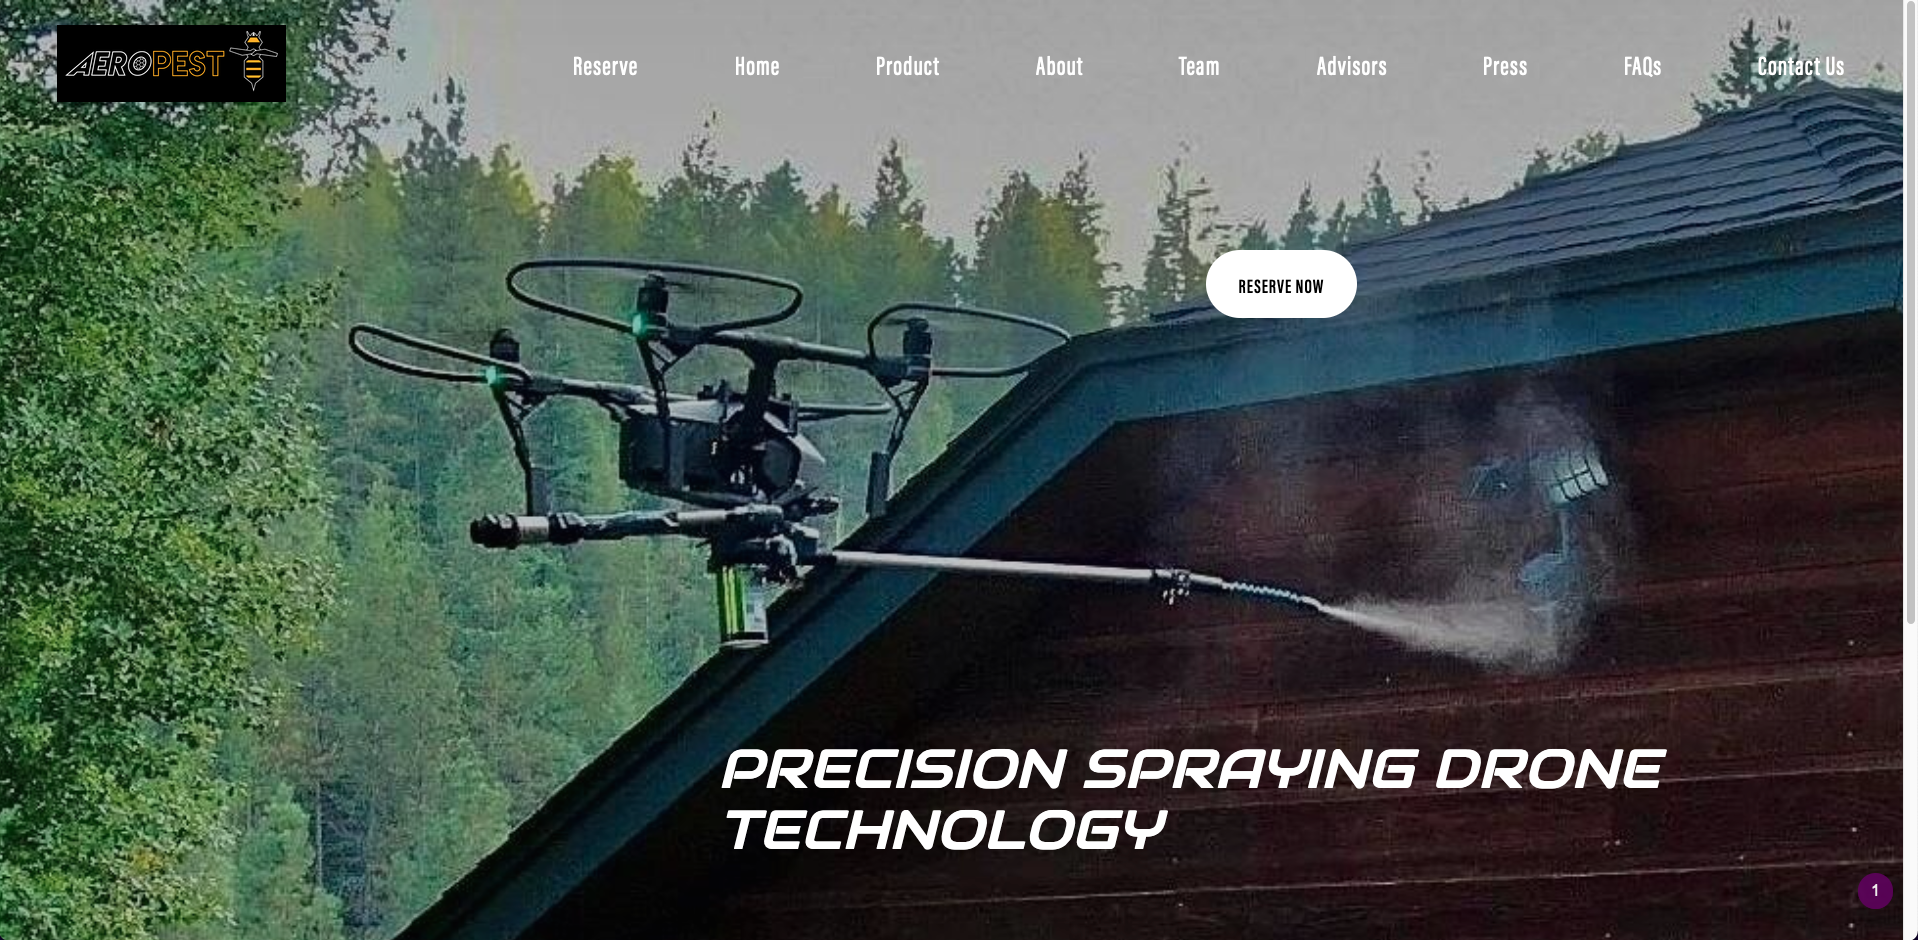 AEROPEST
Reserve Home Product About Team Advisors Press FAQs Contact Us
RESERVE NOW
PRECISION SPRAYING DRONE
TECHNOLOGY
1